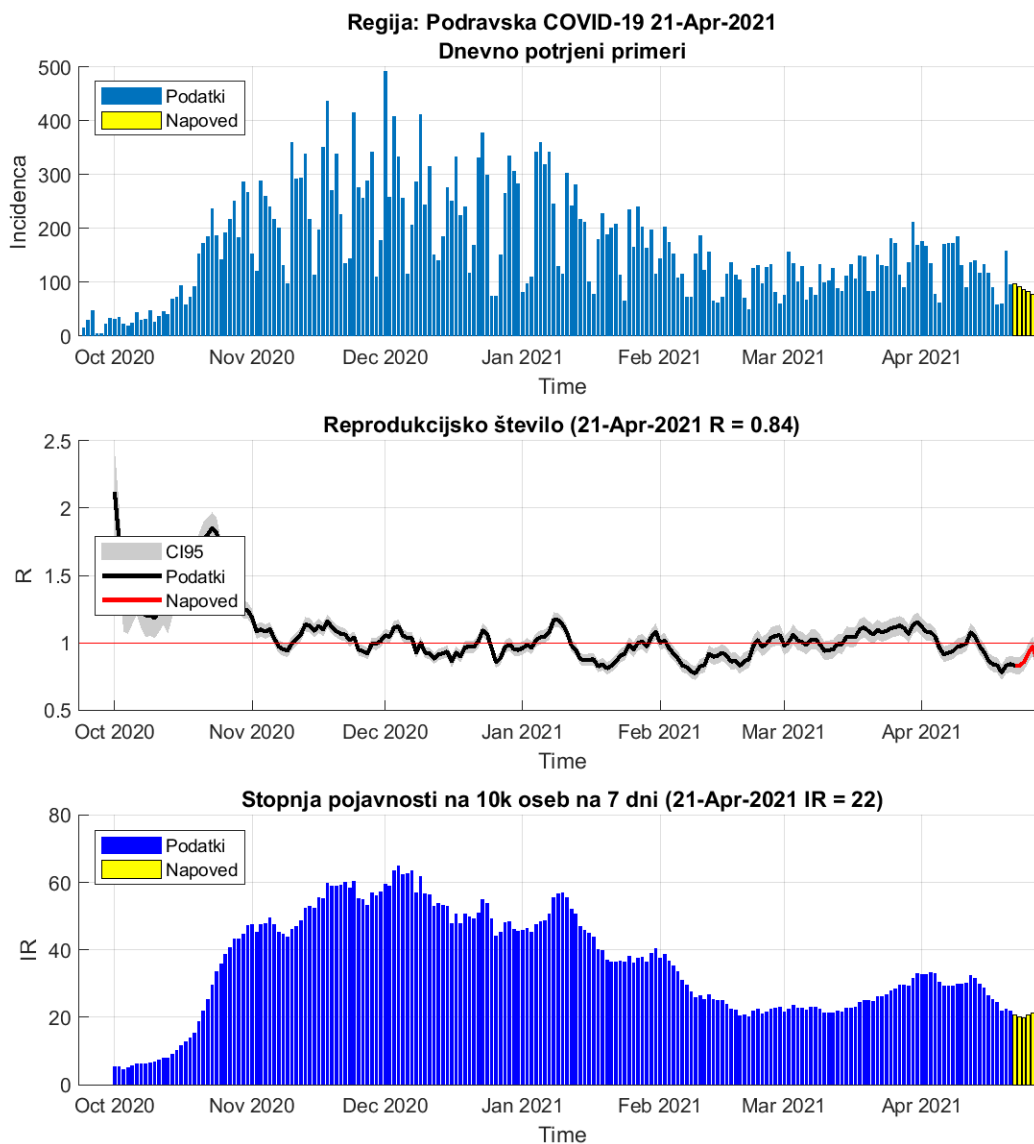 Regija: Podravska COVID-19 21-Apr-2021
Dnevno potrjeni primeri
500
400
300
200
100
0
Incidenca
Podatki
Napoved
Oct 2020 Nov 2020 Dec 2020 Jan 2021 Feb 2021 Mar 2021 Apr 2021
Time
Reprodukcijsko število (21-Apr-2021 R = 0.84)
2.5
2
1.5
1
0.5
R
CI95
Podatki
Napoved
Oct 2020 Nov 2020 Dec 2020 Jan 2021 Feb 2021 Mar 2021 Apr 2021
Time
Stopnja pojavnosti na 10k oseb na 7 dni (21-Apr-2021 IR = 22)
80
60
40
20
0
IR
Podatki
Napoved
Oct 2020 Nov 2020 Dec 2020 Jan 2021 Feb 2021 Mar 2021 Apr 2021
Time